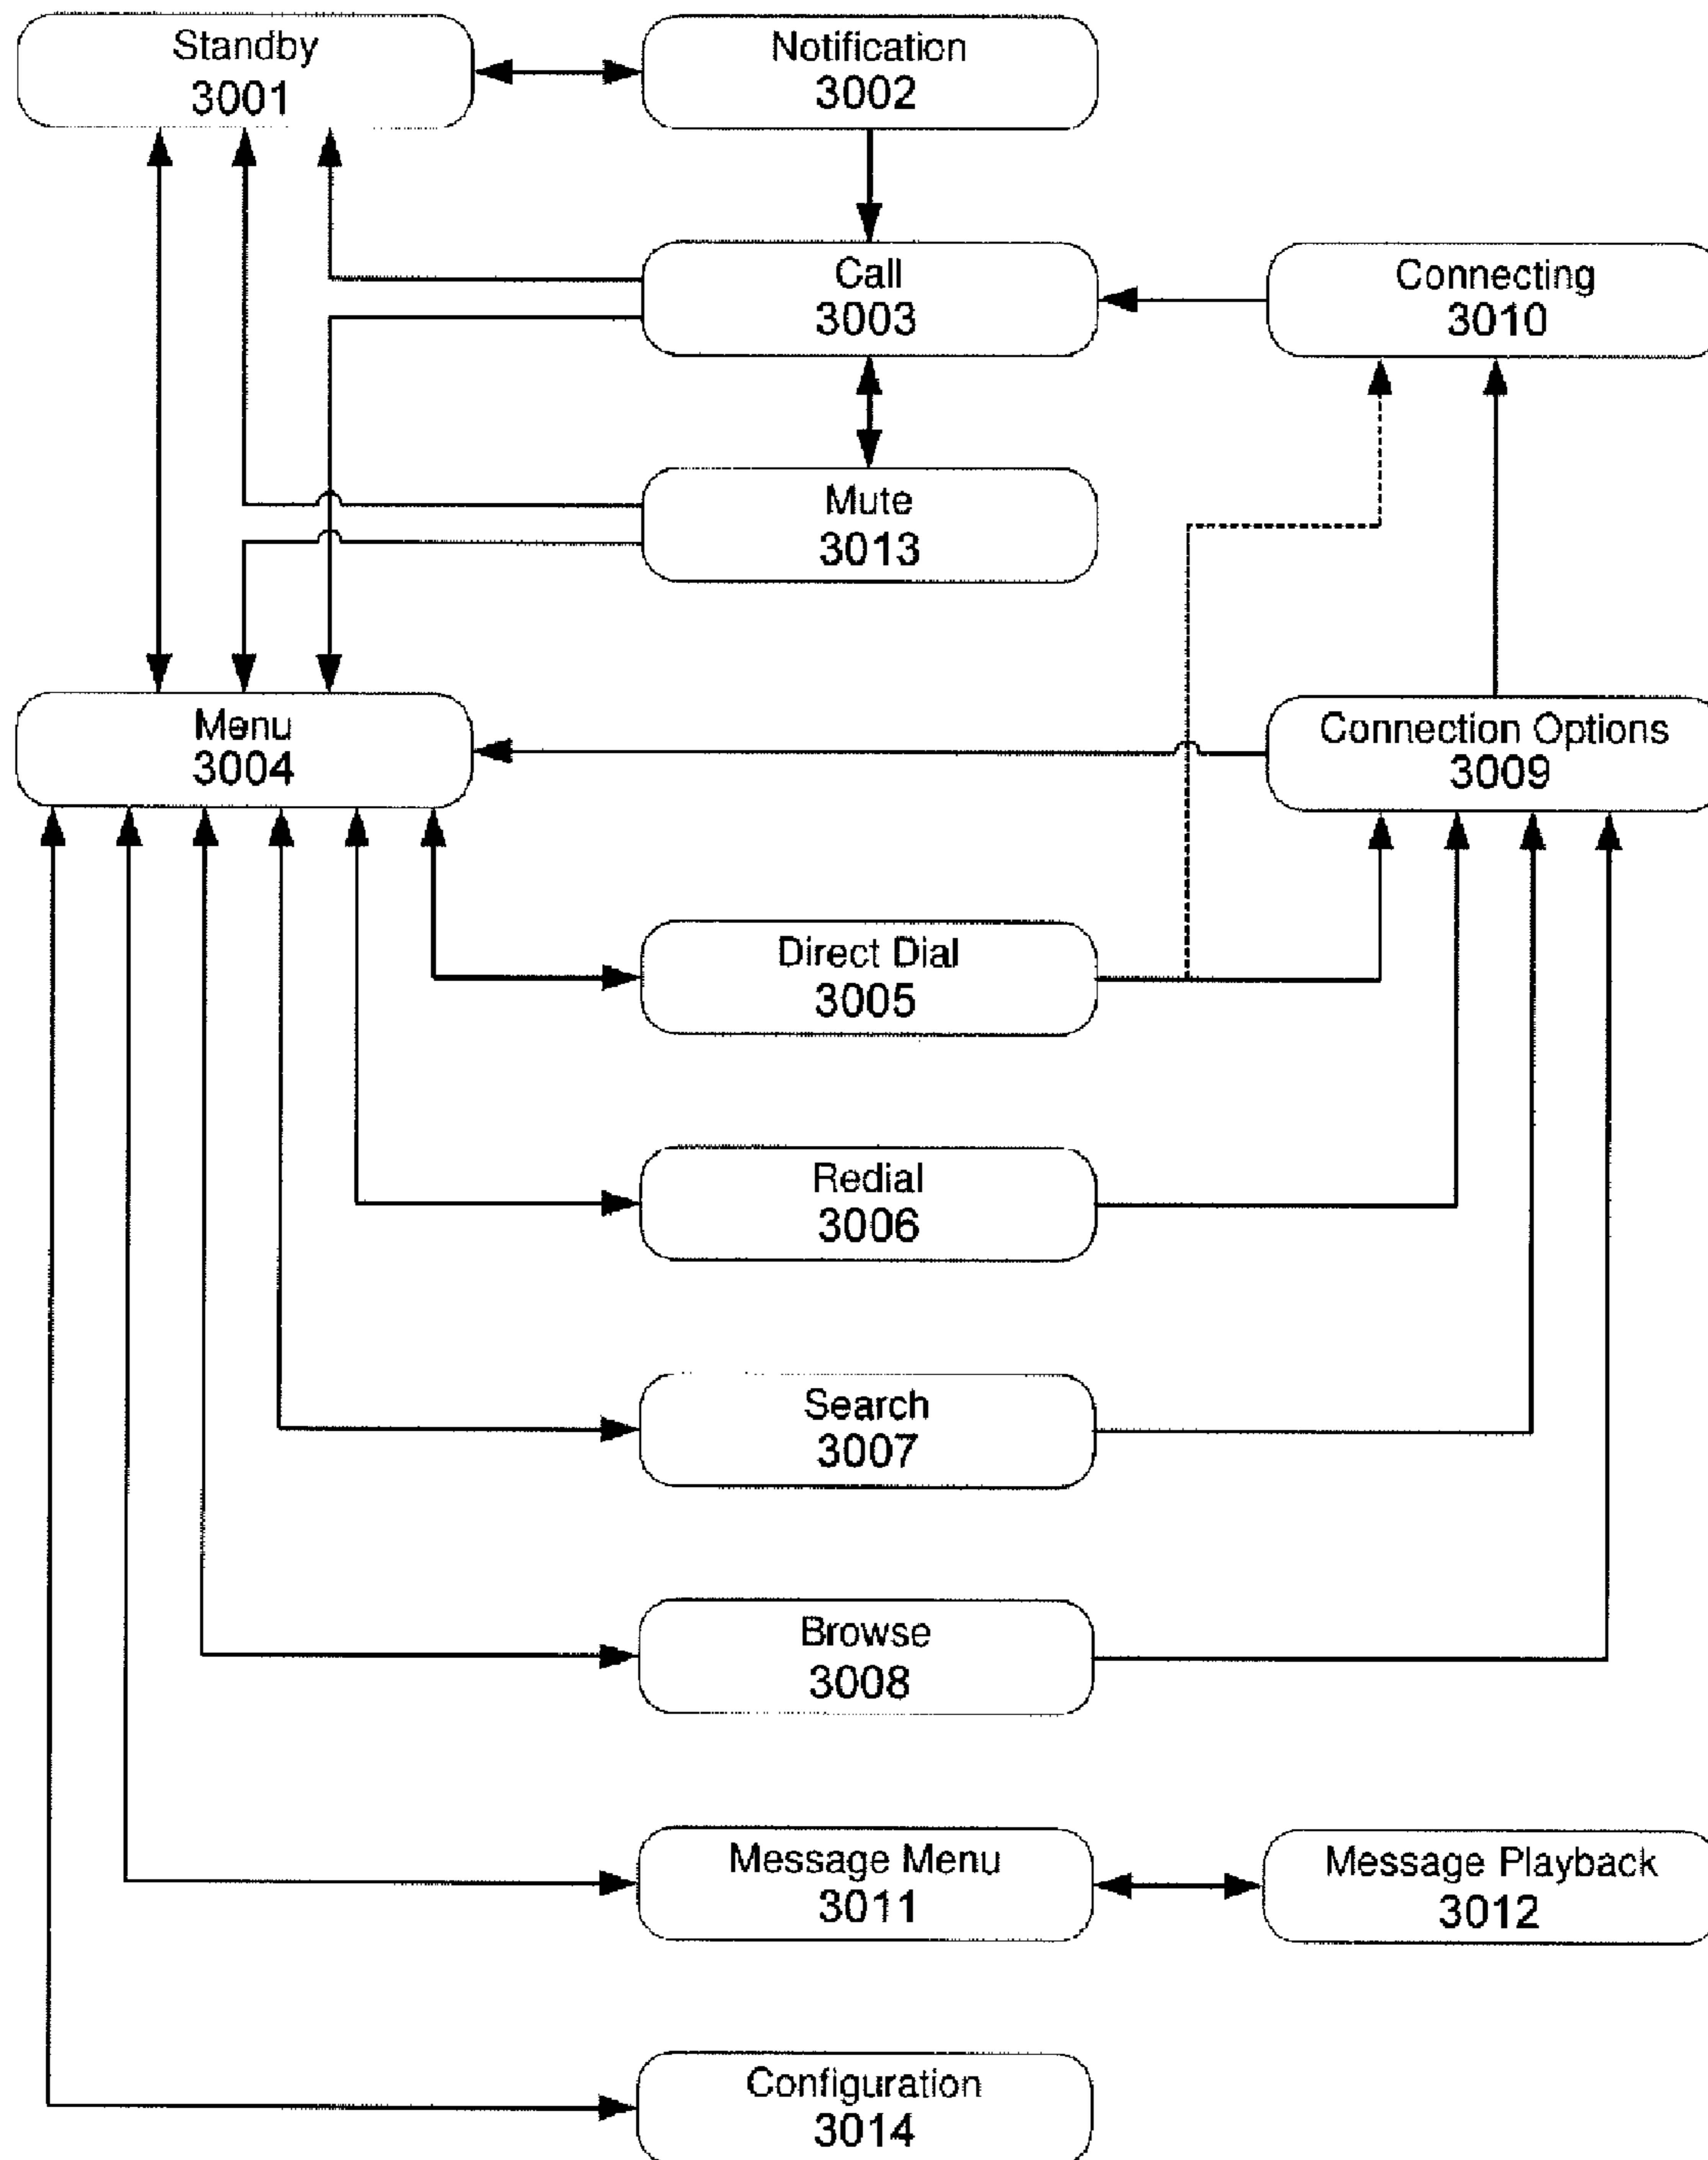 Standby
3001
Notification
3002
Call
3003
Connecting
3010
Mute
3013
Menu
3004
Connection Options
3009
Direct Dial
3005
Redial
3006
Search
3007
Browse
3008
Message Menu
3011
Message Playback
3012
Configuration
3014